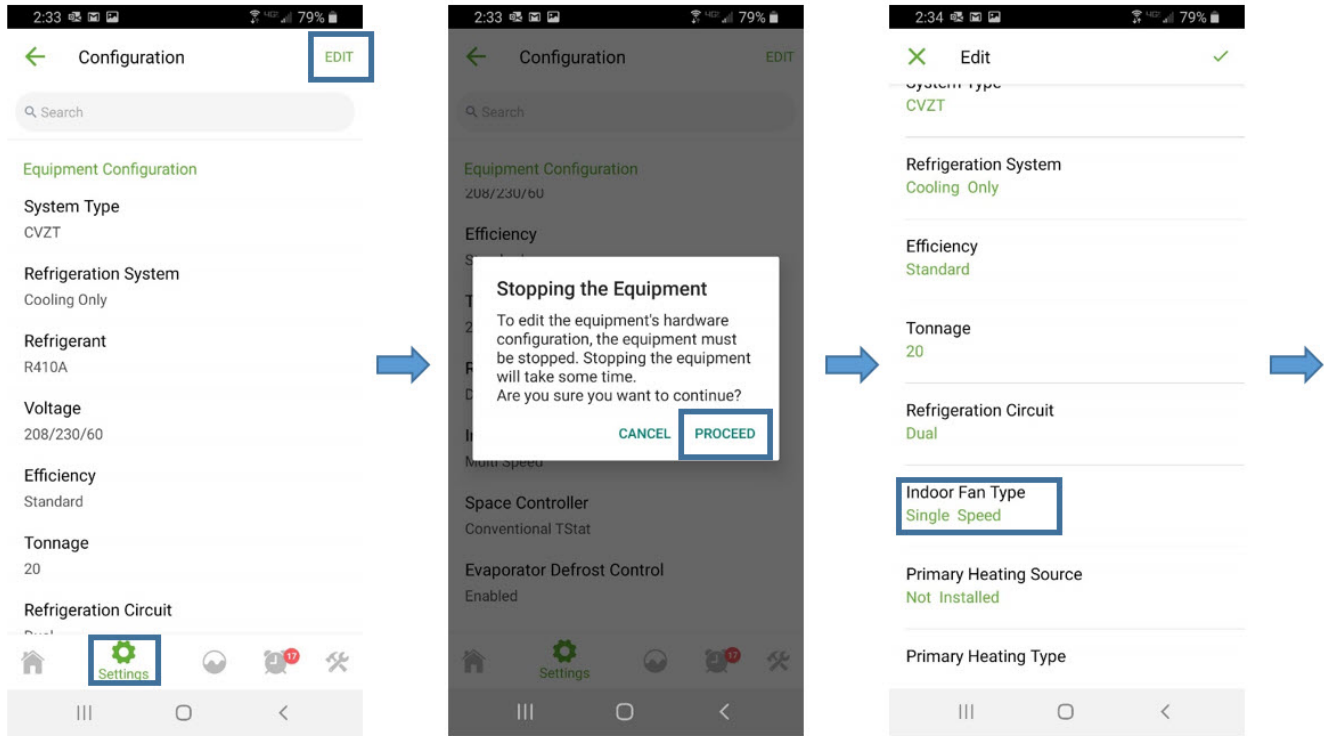 2:33
79%
Configuration
EDIT
Search
Equipment Configuration
System Type
CVZT
Refrigeration System
Cooling Only
Refrigerant
R410A
Voltage
208/230/60
Efficiency
Standard
Tonnage
20
Refrigeration Circuit
Dual
17
Settings
2:33
79%
Configuration
EDIT
Search
Equipment Configuration
208/230/60
Efficiency
Stopping the Equipment
To edit the equipment's hardware
configuration, the equipment must
be stopped. Stopping the equipment
will take some time.
Are you sure you want to continue?
CANCEL
PROCEED
Multi Speed
Space Controller
Conventional TStat
Evaporator Defrost Control
Enabled
17
Settings
2:34
79%
Edit
System Type
CVZT
Refrigeration System
Cooling Only
Efficiency
Standard
Tonnage
20
Refrigeration Circuit
Dual
Indoor Fan Type
Single Speed
Primary Heating Source
Not Installed
Primary Heating Type